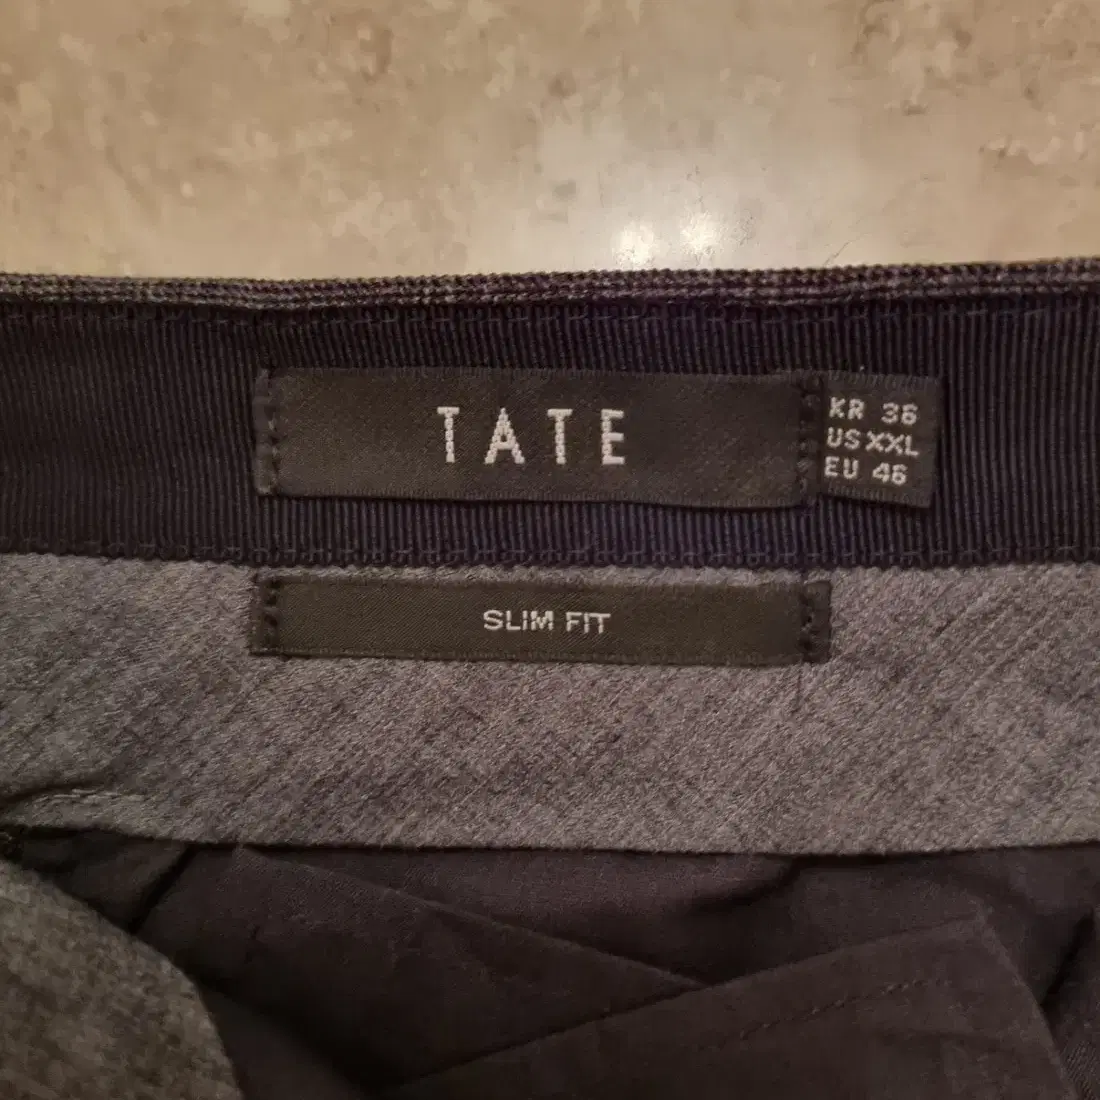 TATE
KR 36
US XXL
EU 46
SLIM FIT